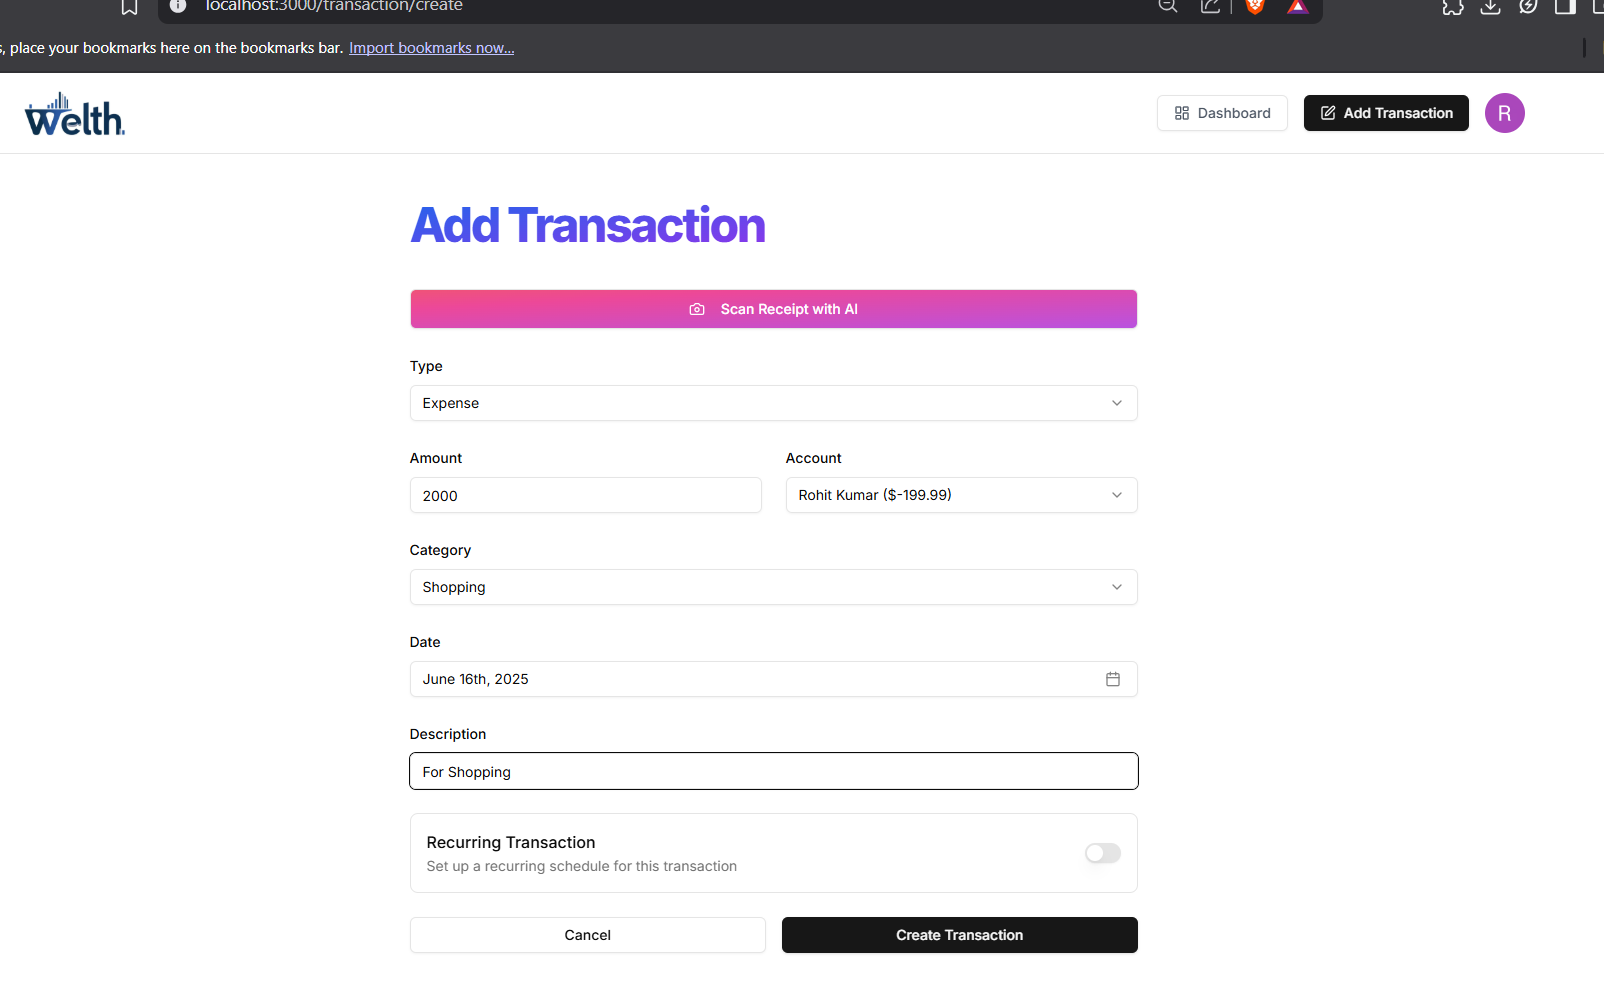 localhost:3000/transaction/create
, place your bookmarks here on the bookmarks bar. Import bookmarks now...
Welth.
Dashboard
Add Transaction
R
Add Transaction
Scan Receipt with AI
Type
Expense
Amount
Account
2000
Rohit Kumar ($-199.99)
Category
Shopping
Date
June 16th, 2025
Description
For Shopping
Recurring Transaction
Set up a recurring schedule for this transaction
Cancel
Create Transaction